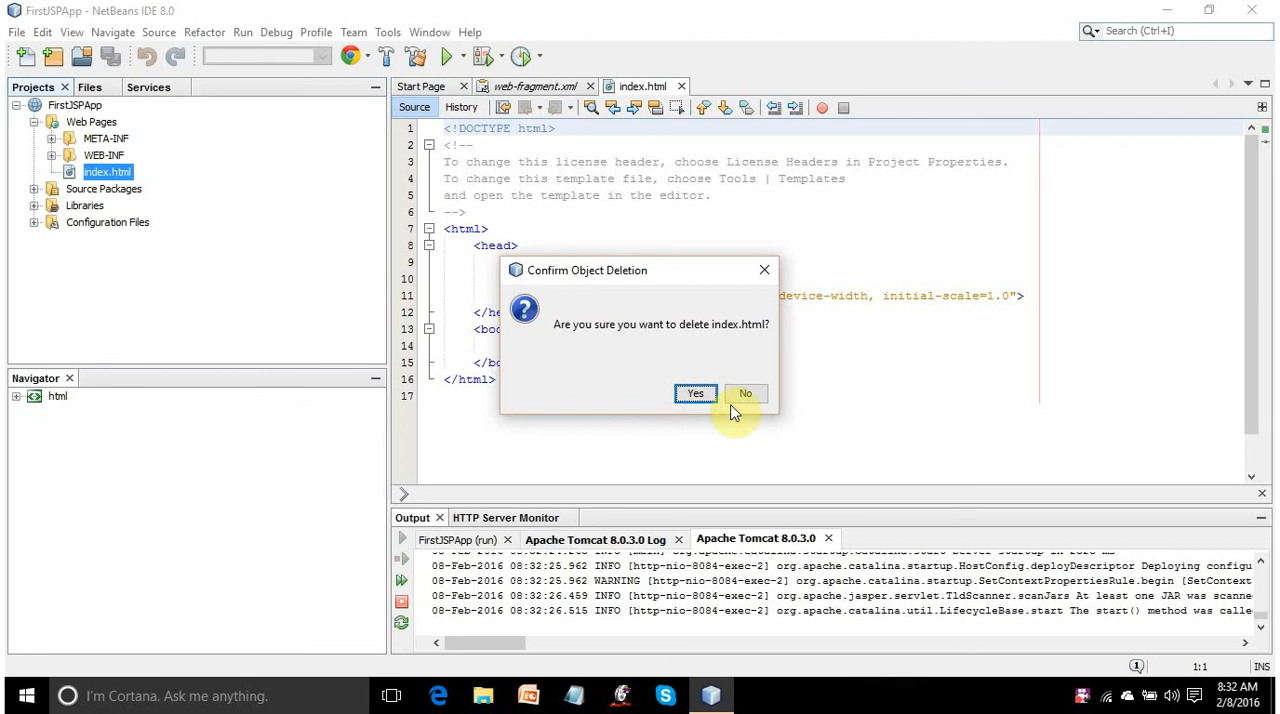 FirstJSPApp - NetBeans IDE 8.0
File Edit View Navigate Source Refactor Run Debug Profile Team Tools Window Help
Search (Ctrl+I)
Projects Files Services
Start Page web-fragment.xml index.html
FirstJSPApp
Web Pages
META-INF
WEB-INF
index.html
Source Packages
Libraries
Configuration Files
Source History
1 <!DOCTYPE html>
2 <!--
3 To change this license header, choose License Headers in Project Properties.
4 To change this template file, choose Tools | Templates
5 and open the template in the editor.
6 -->
7 <html>
8 <head>
9
10
11 device-width, initial-scale=1.0">
12 </he
13 <boo
14
15 </bo
16 </html>
17
Confirm Object Deletion
Are you sure you want to delete index.html?
Yes No
Navigator
html
Output HTTP Server Monitor
FirstJSPApp (run) Apache Tomcat 8.0.3.0 Log Apache Tomcat 8.0.3.0
08-Feb-2016 08:32:25.962 INFO [http-nio-8084-exec-2] org.apache.catalina.startup.HostConfig.deployDescriptor Deploying configu
08-Feb-2016 08:32:25.962 WARNING [http-nio-8084-exec-2] org.apache.catalina.startup.SetContextPropertiesRule.begin [SetContext
08-Feb-2016 08:32:26.459 INFO [http-nio-8084-exec-2] org.apache.jasper.servlet.TldScanner.scanJars At least one JAR was scanne
08-Feb-2016 08:32:26.515 INFO [http-nio-8084-exec-2] org.apache.catalina.util.LifecycleBase.start The start() method was calle
1 1:1 INS
I'm Cortana. Ask me anything.
8:32 AM
2/8/2016